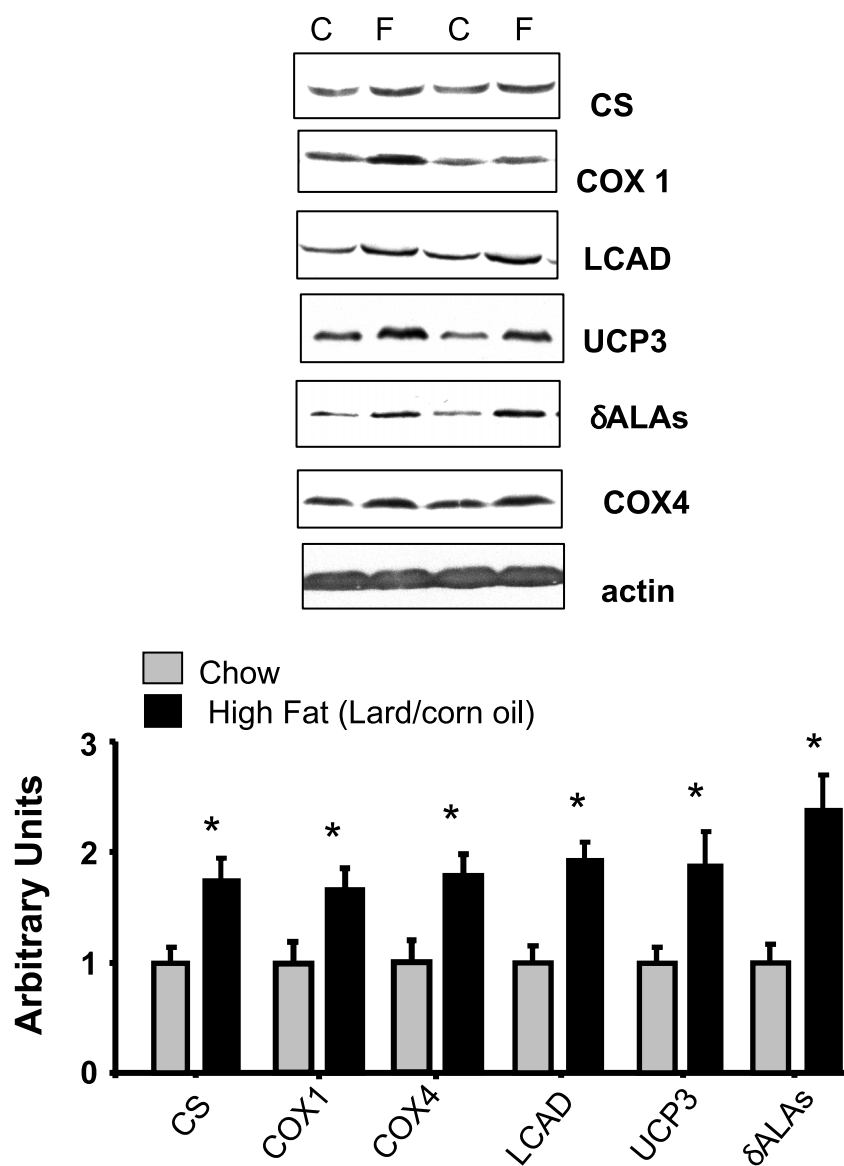 C F C F
CS
COX 1
LCAD
UCP3
δALAs
COX4
actin
Chow
High Fat (Lard/corn oil)
Arbitrary Units
3
2
1
0
* * * * * *
CS COX1 COX4 LCAD UCP3 δALAs